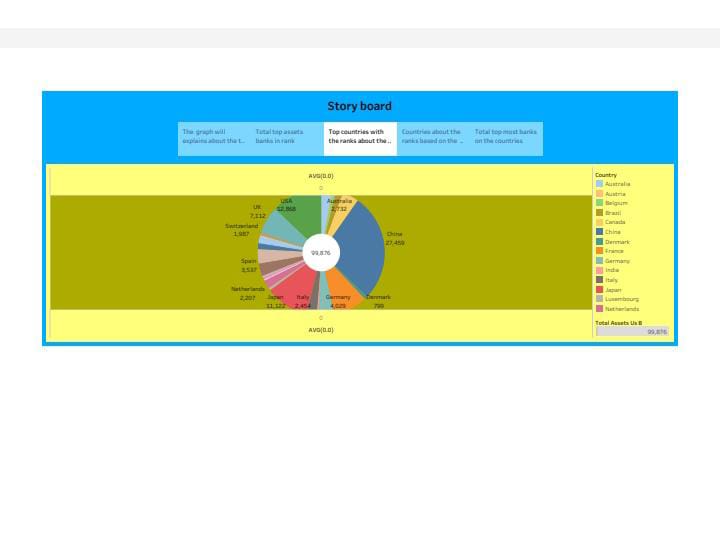 Story board
The  graph will
explains about the t..
Total top assets
banks in rank
Top countries with
the ranks about the ..
Countries about the
ranks based on the  ..
Total top most banks
on the countries
AVG(0.0)
0
USA
12,868
Australia
2,732
UK
7,112
Switzerland
1,987
China
27,459
99,876
Spain
3,537
Netherlands
2,207
Japan
11,122
Italy
2,454
Germany
4,029
Denmark
799
0
AVG(0.0)
Country
Australia
Austria
Belgium
Brazil
Canada
China
Denmark
France
Germany
India
Italy
Japan
Luxembourg
Netherlands
Total Assets Us B
99,876